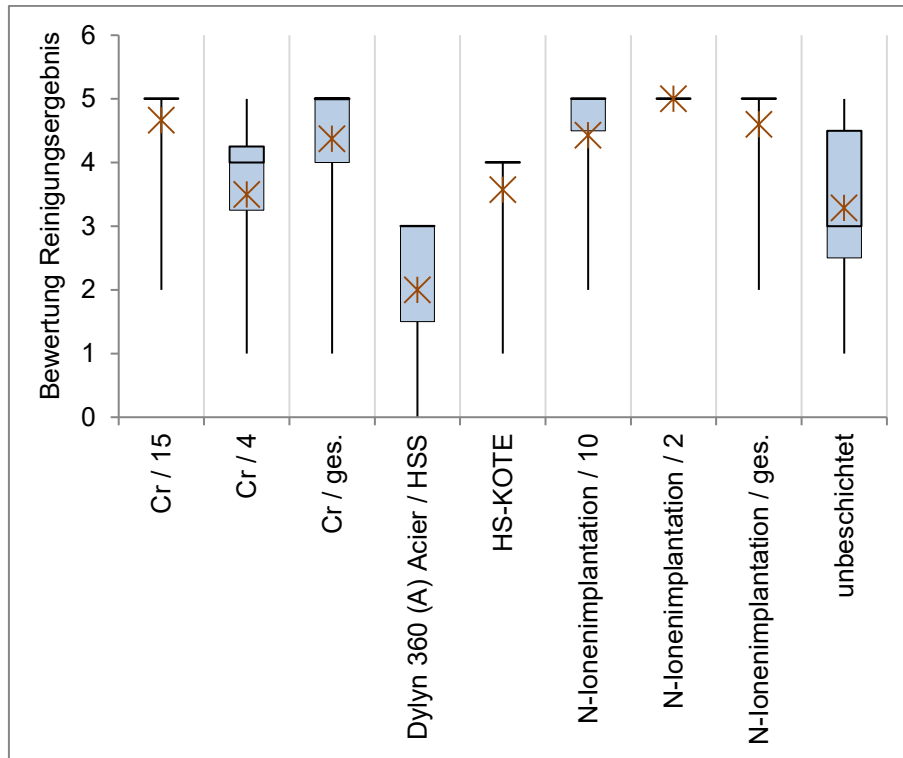 Bewertung Reinigungsergebnis
6
5
4
3
2
1
0
Cr / 15
Cr / 4
Cr / ges.
Dylyn 360 (A) Acier / HSS
HS-KOTE
N-Ionenimplantation / 10
N-Ionenimplantation / 2
N-Ionenimplantation / ges.
unbeschichtet